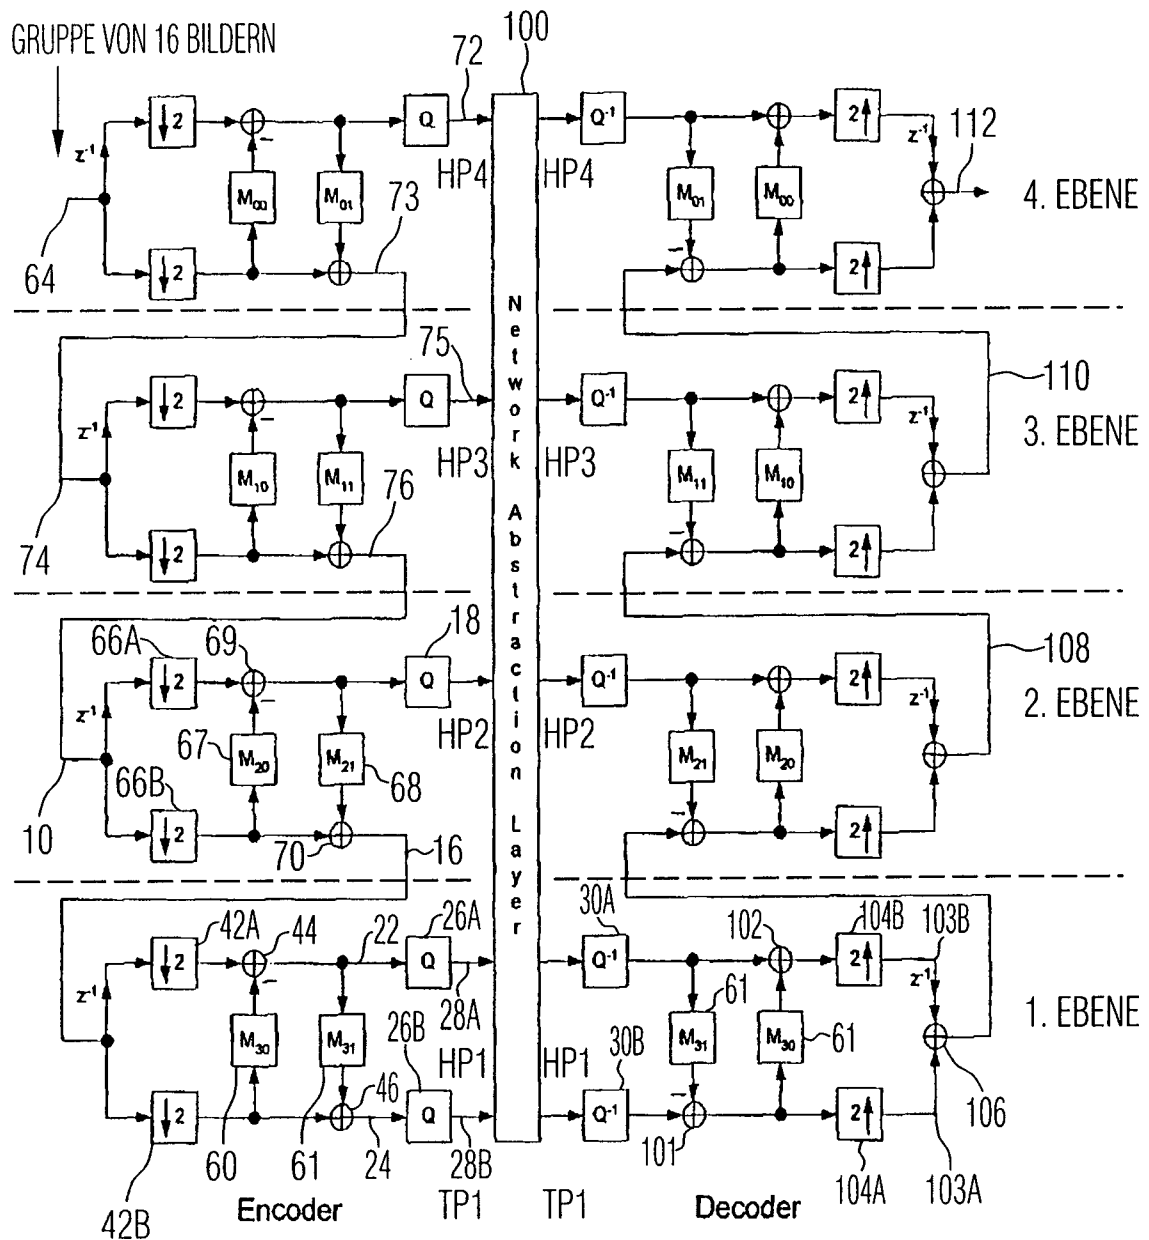 GRUPPE VON 16 BILDERN
72
100
↓2
Q
Q⁻¹
2↑
z⁻¹
HP4
HP4
z⁻¹
112
M00
M01
M01
M00
4. EBENE
64
73
↓2
2↑
75
↓2
Q
Q⁻¹
2↑
z⁻¹
110
z⁻¹
HP3
HP3
3. EBENE
M10
M11
M11
M10
74
76
↓2
2↑
66A
69
18
↓2
Q
Q⁻¹
2↑
z⁻¹
108
z⁻¹
HP2
HP2
2. EBENE
67
M20
M21
68
M21
M20
66B
10
↓2
70
16
2↑
Network Abstraction Layer
42A
44
22
26A
30A
102
104B
103B
↓2
Q
Q⁻¹
2↑
z⁻¹
z⁻¹
28A
61
1. EBENE
M30
M31
26B
HP1
HP1
30B
M31
M30
61
106
46
↓2
Q
Q⁻¹
2↑
60
61
24
28B
101
104A
103A
42B
Encoder
TP1
TP1
Decoder